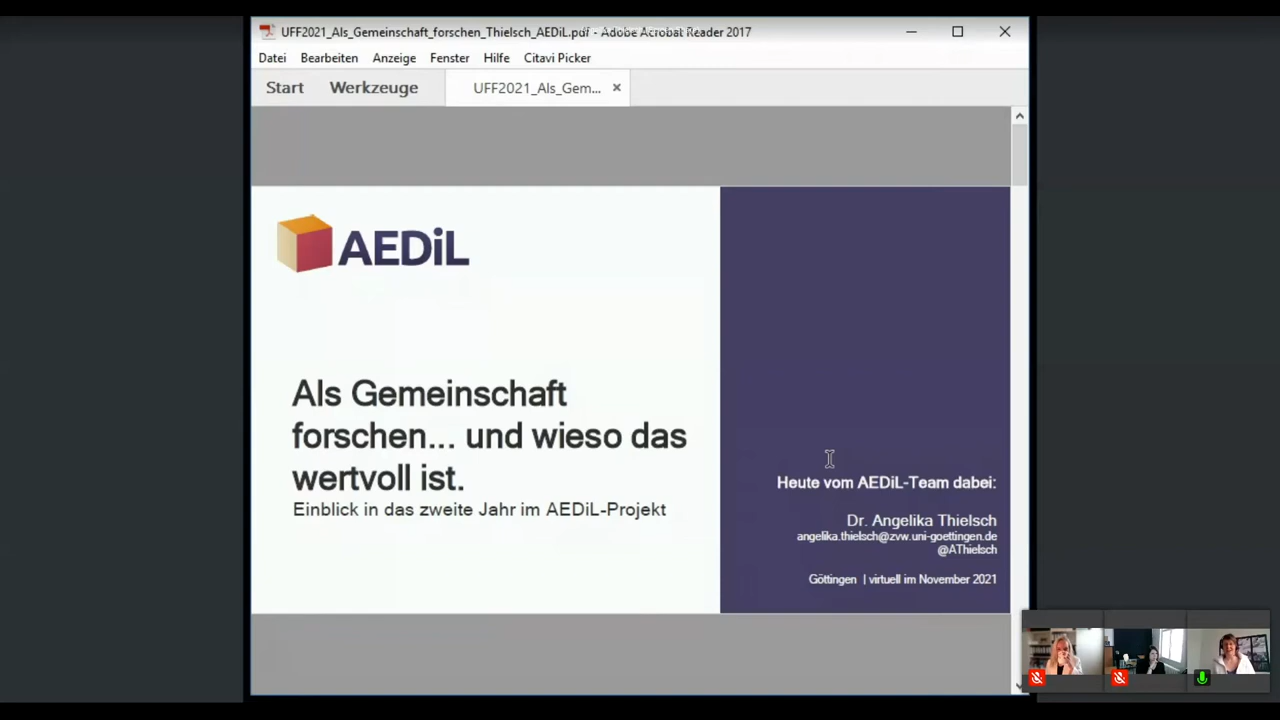 UFF2021_Als_Gemeinschaft_forschen_Thielsch_AEDiL.pdf - Adobe Acrobat Reader 2017
Datei Bearbeiten Anzeige Fenster Hilfe Citavi Picker
Start Werkzeuge UFF2021_Als_Gem...
AEDiL
Als Gemeinschaft
forschen... und wieso das
wertvoll ist.
Einblick in das zweite Jahr im AEDiL-Projekt
Heute vom AEDiL-Team dabei:
Dr. Angelika Thielsch
angelika.thielsch@zvw.uni-goettingen.de
@AThielsch
Göttingen | virtuell im November 2021